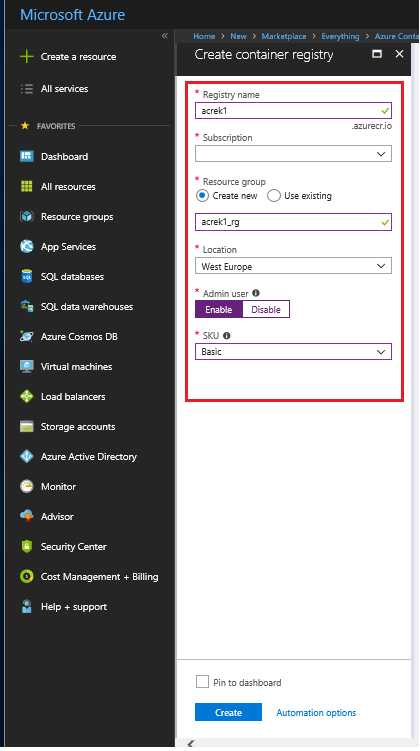 Microsoft Azure
Home > New > Marketplace > Everything > Azure Conta
Create a resource
All services
FAVORITES
Dashboard
All resources
Resource groups
App Services
SQL databases
SQL data warehouses
Azure Cosmos DB
Virtual machines
Load balancers
Storage accounts
Azure Active Directory
Monitor
Advisor
Security Center
Cost Management + Billing
Help + support
Create container registry
* Registry name
acrek1
.azurecr.io
* Subscription
* Resource group
Create new Use existing
acrek1_rg
* Location
West Europe
* Admin user
Enable Disable
* SKU
Basic
Pin to dashboard
Create Automation options